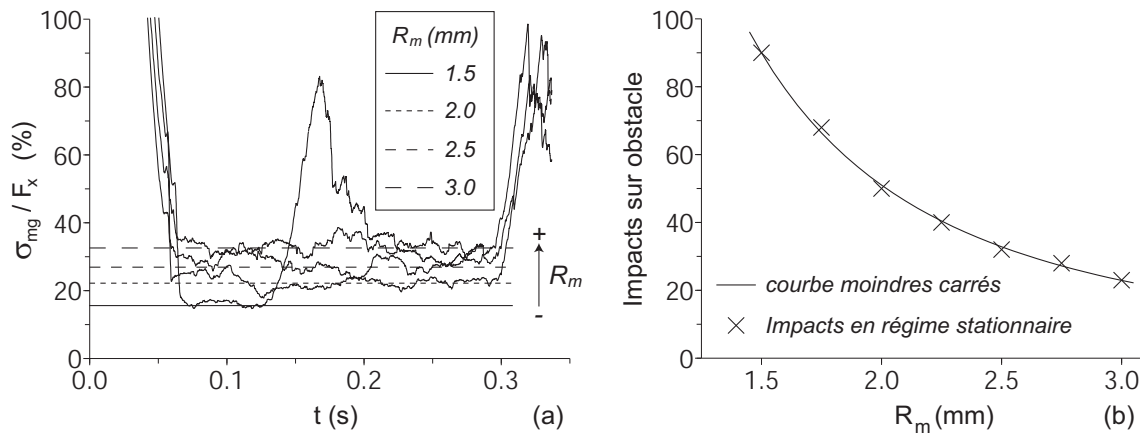 σmg / Fx (%)
100
80
60
40
20
0
Rm (mm)
1.5
2.0
2.5
3.0
+
Rm
-
0.0
0.1
0.2
0.3
t (s)
(a)
Impacts sur obstacle
100
80
60
40
20
0
courbe moindres carrés
Impacts en régime stationnaire
1.5
2.0
2.5
3.0
Rm (mm)
(b)